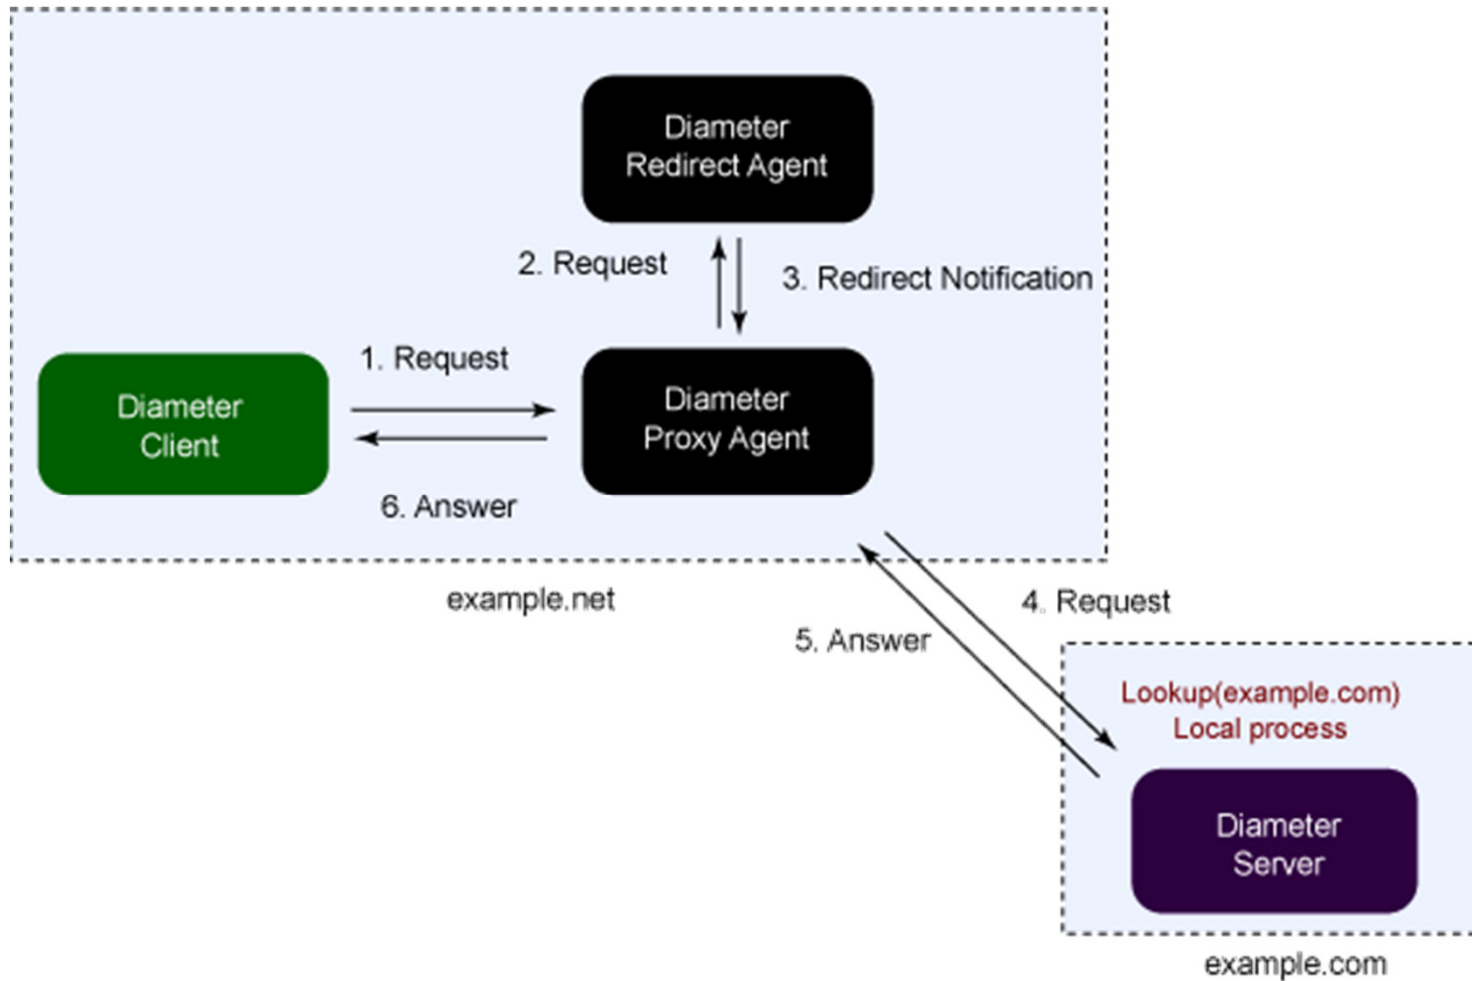 Diameter
Redirect Agent
2. Request
3. Redirect Notification
1. Request
Diameter
Client
Diameter
Proxy Agent
6. Answer
example.net
4. Request
5. Answer
Lookup(example.com)
Local process
Diameter
Server
example.com